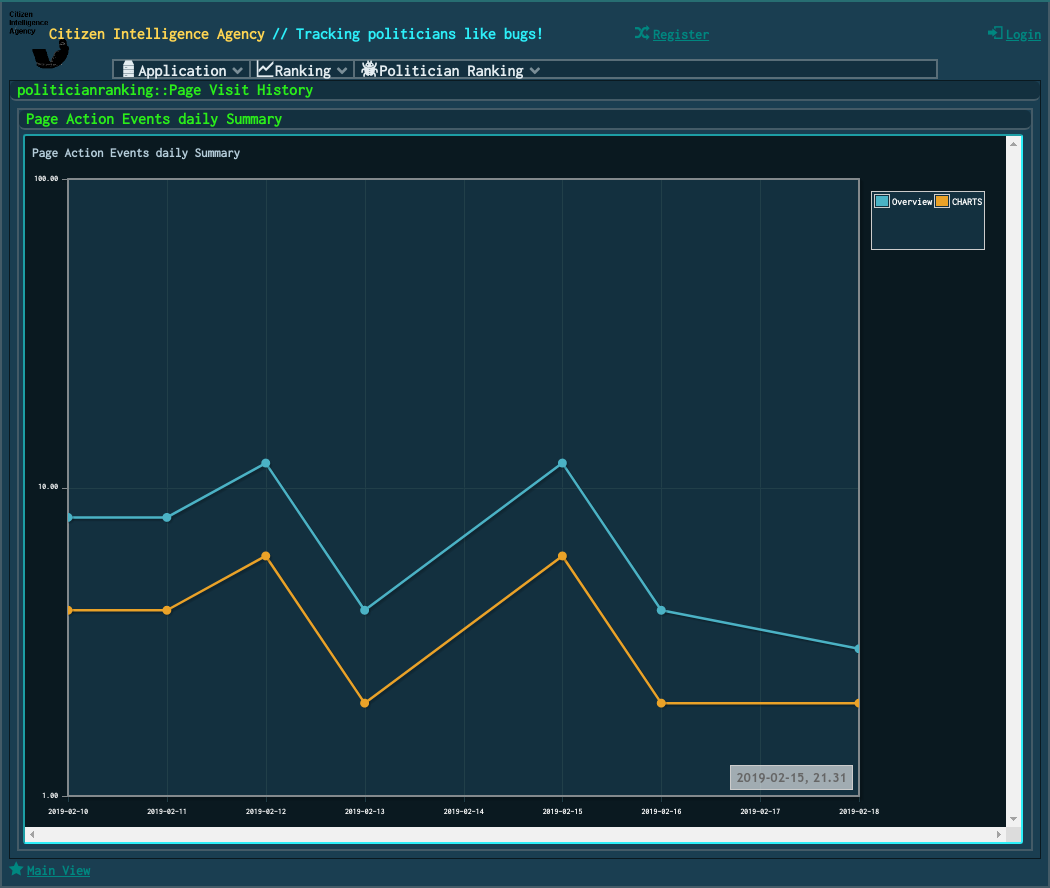 Citizen
Intelligence
Agency
Citizen Intelligence Agency // Tracking politicians like bugs!
Register
Login
Application
Ranking
Politician Ranking
politicianranking::Page Visit History
Page Action Events daily Summary
Page Action Events daily Summary
100.00
Overview
CHARTS
10.00
2019-02-15, 21.31
1.00
2019-02-10
2019-02-11
2019-02-12
2019-02-13
2019-02-14
2019-02-15
2019-02-16
2019-02-17
2019-02-18
Main View